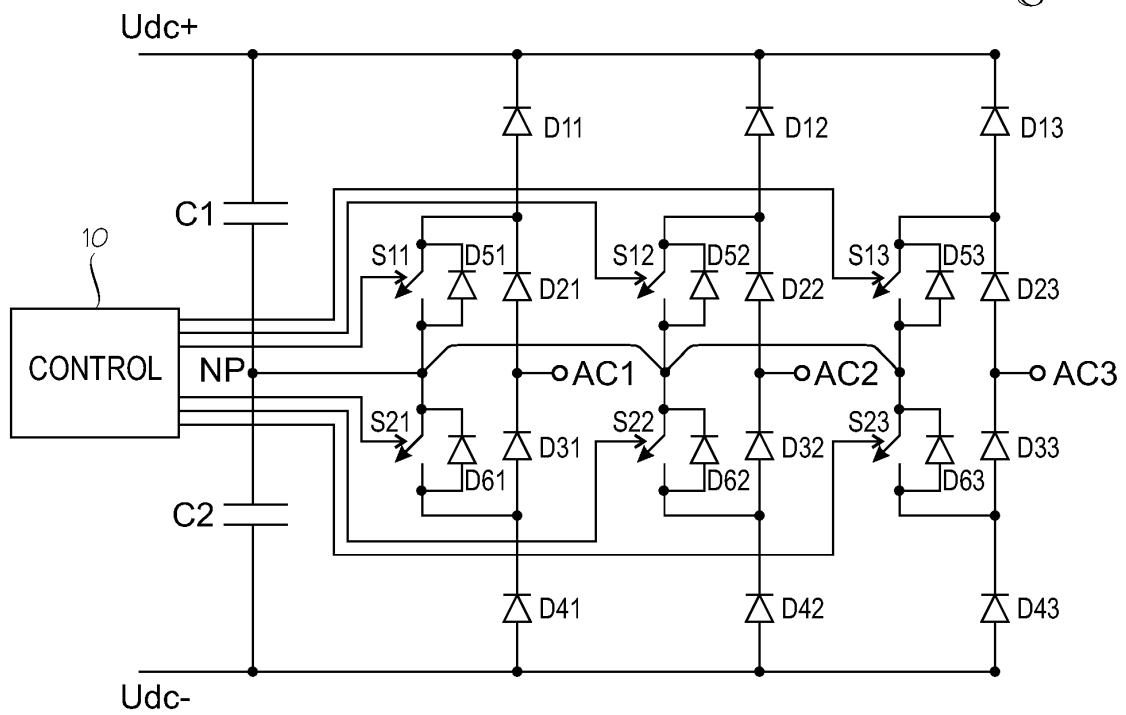 Udc+
D11
D12
D13
C1
10
S11
D51
S12
D52
S13
D53
D21
D22
D23
CONTROL
NP
AC1
AC2
AC3
S21
S22
S23
D31
D32
D33
D61
D62
D63
C2
D41
D42
D43
Udc-